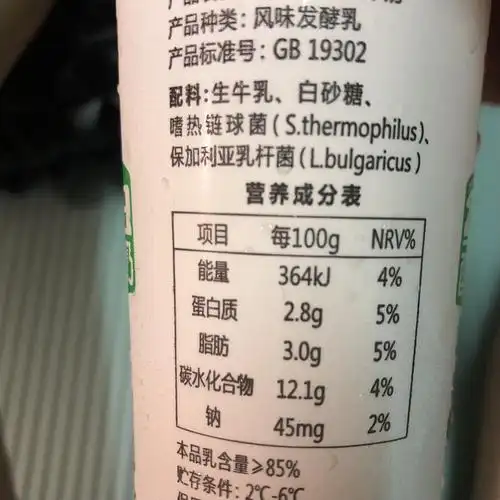 产品种类：风味发酵乳
产品标准号：GB 19302
配料：生牛乳、白砂糖、
嗜热链球菌(S.thermophilus)、
保加利亚乳杆菌(L.bulgaricus)
营养成分表
项目 每100g NRV%
能量 364kJ 4%
蛋白质 2.8g 5%
脂肪 3.0g 5%
碳水化合物 12.1g 4%
钠 45mg 2%
本品乳含量≥85%
贮存条件：2℃-6℃